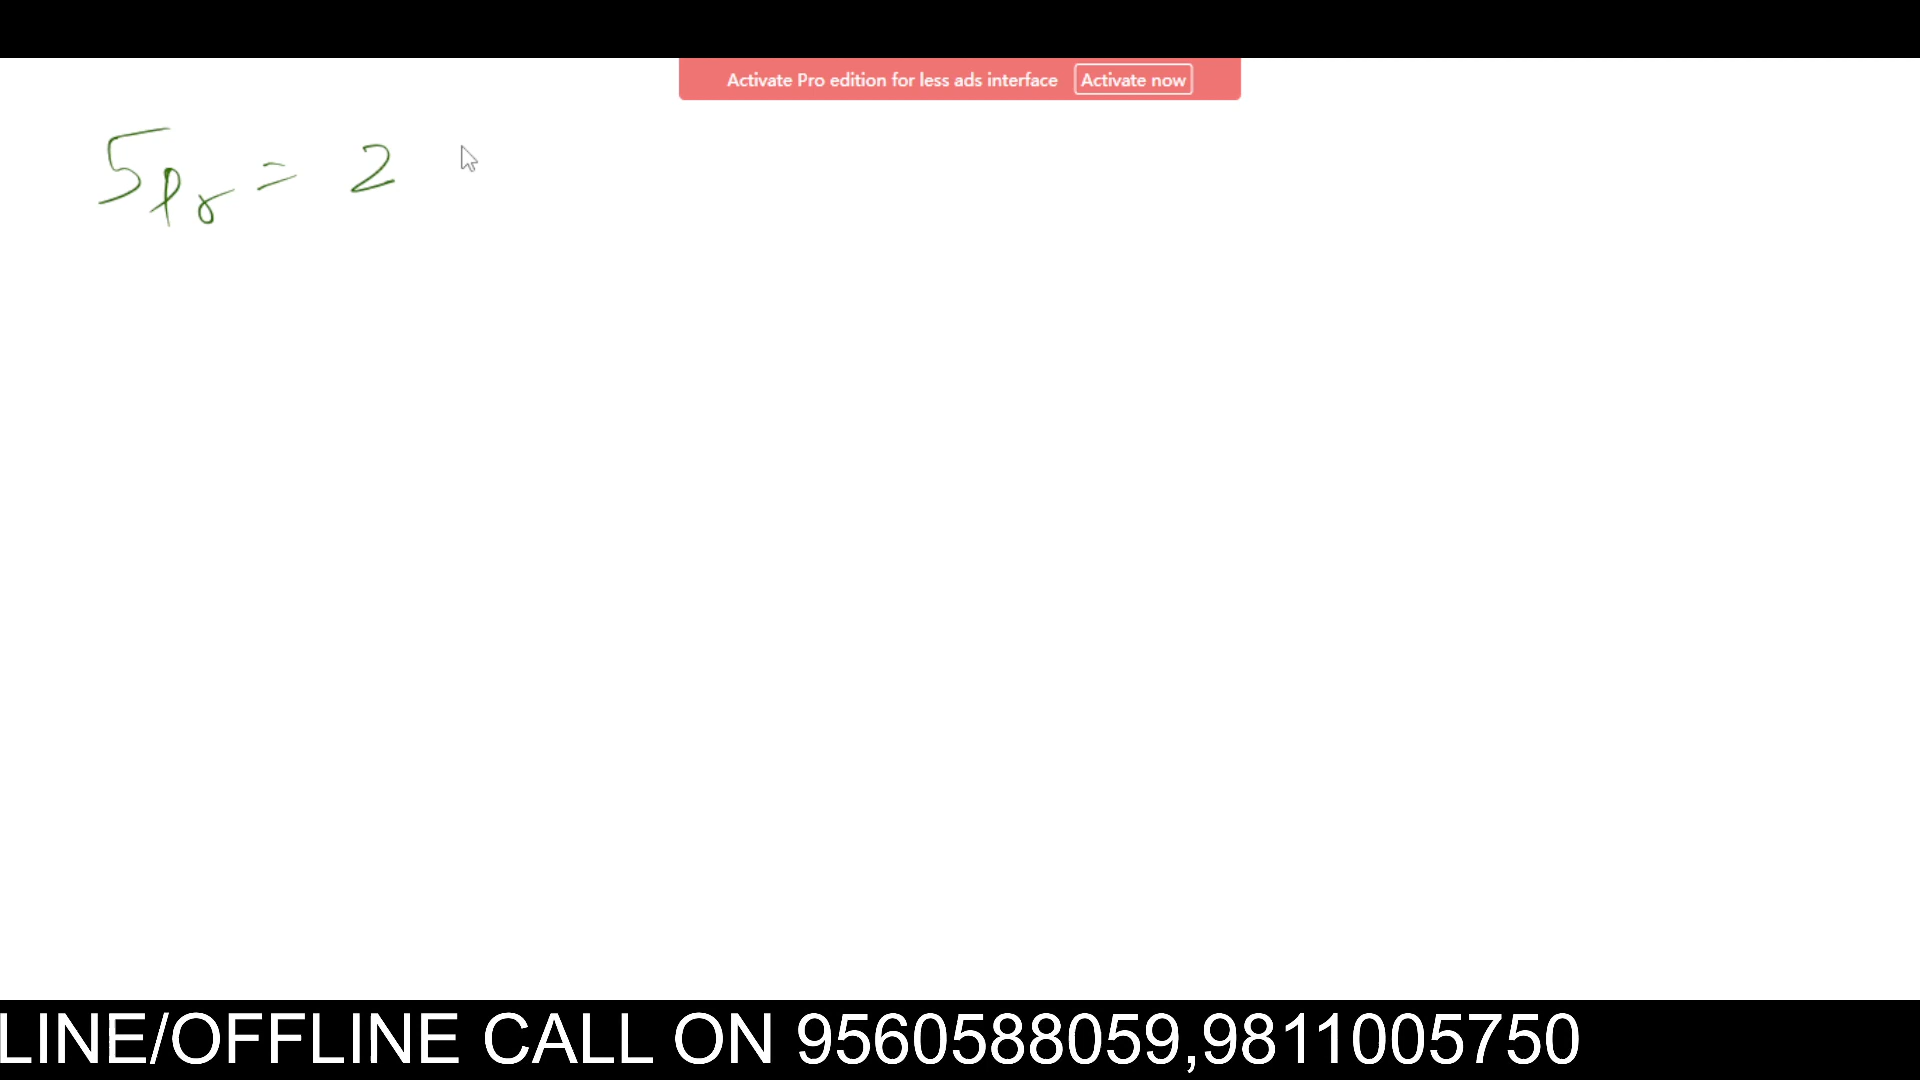 Activate Pro edition for less ads interface Activate now
5Pr = 2
LINE/OFFLINE CALL ON 9560588059,9811005750